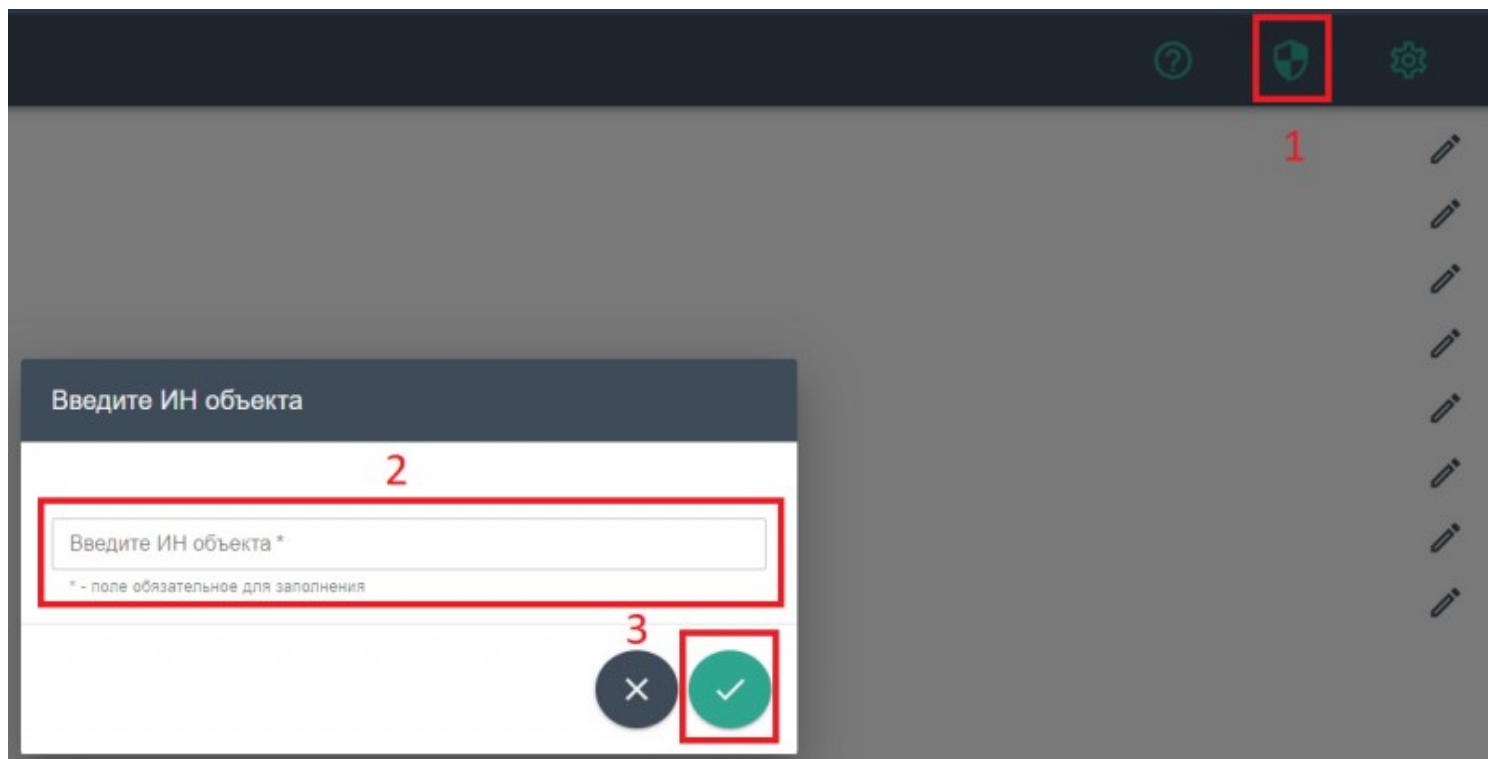 1
Введите ИН объекта
2
Введите ИН объекта *
* - поле обязательное для заполнения
3